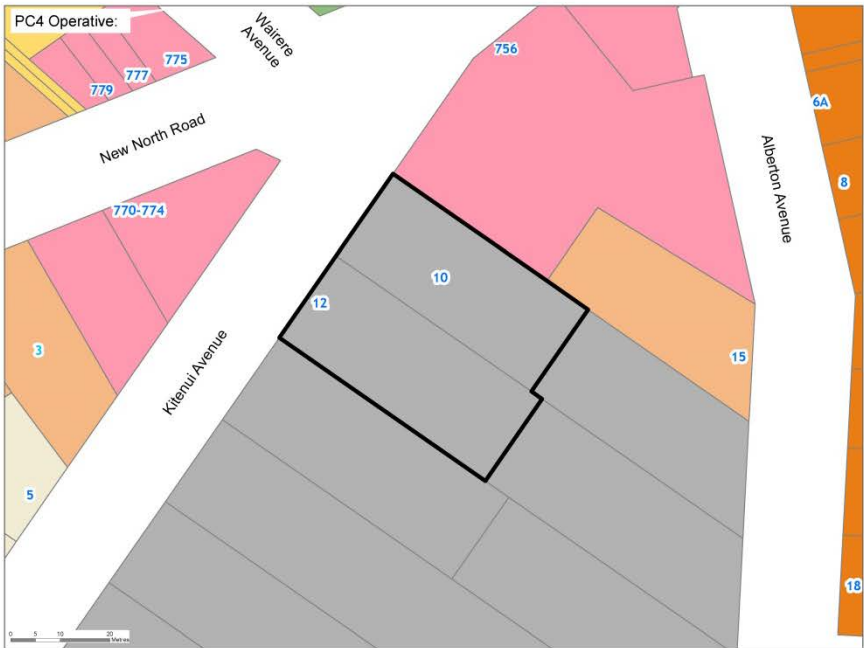 PC4 Operative:
Wairere
Avenue
756
775
777
779
6A
New North Road
Alberton Avenue
8
770-774
10
12
3
15
Kitenui Avenue
5
18
0 5 10 20
Metres